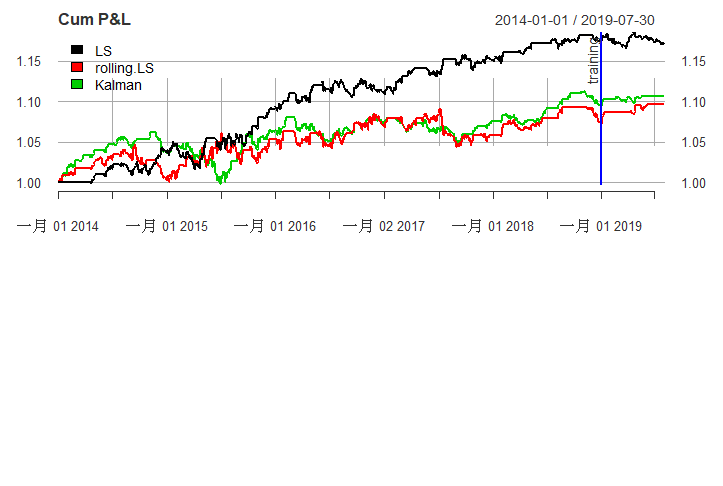 Cum P&L
2014-01-01 / 2019-07-30
LS
rolling.LS
Kalman
training
1.15
1.10
1.05
1.00
1.15
1.10
1.05
1.00
一月 01 2014
一月 01 2015
一月 01 2016
一月 02 2017
一月 01 2018
一月 01 2019